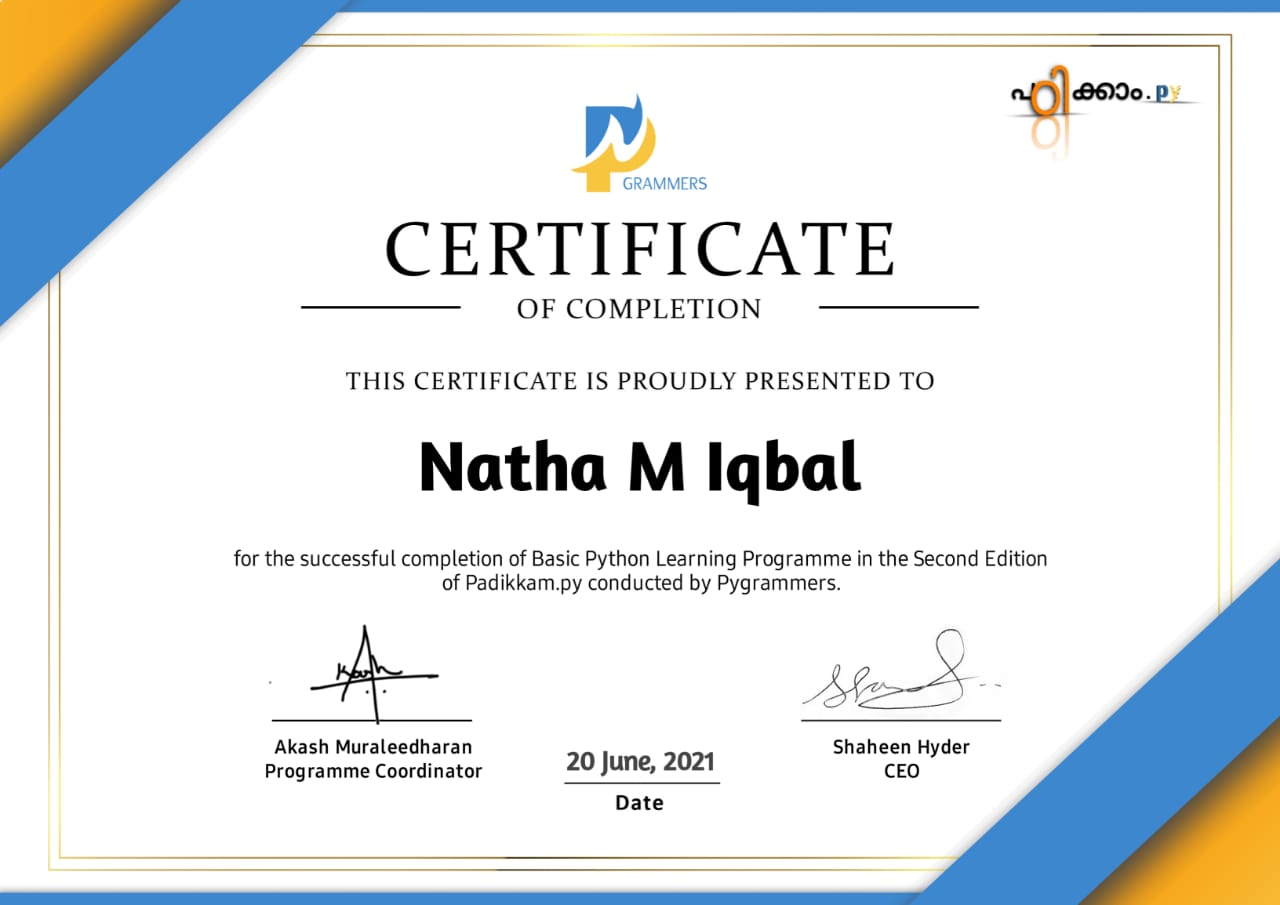 പഠിക്കാം.py
GRAMMERS
CERTIFICATE
OF COMPLETION
THIS CERTIFICATE IS PROUDLY PRESENTED TO
Natha M Iqbal
for the successful completion of Basic Python Learning Programme in the Second Edition
of Padikkam.py conducted by Pygrammers.
Akash Muraleedharan
Programme Coordinator
20 June, 2021
Date
Shaheen Hyder
CEO